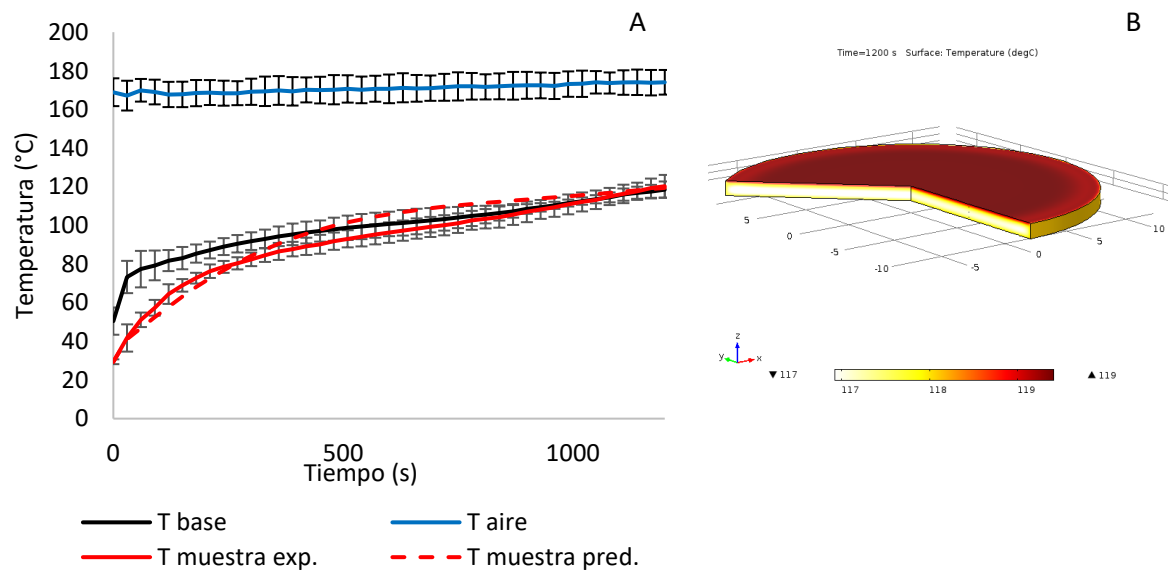 A
200
180
160
140
120
100
80
60
40
20
0
Temperatura (°C)
0
500
1000
Tiempo (s)
T base
T aire
T muestra exp.
T muestra pred.
B
Time=1200 s Surface: Temperature (degC)
5
0
-5
-10
-5
0
5
10
z
y
x
▼ 117
▲ 119
117
118
119